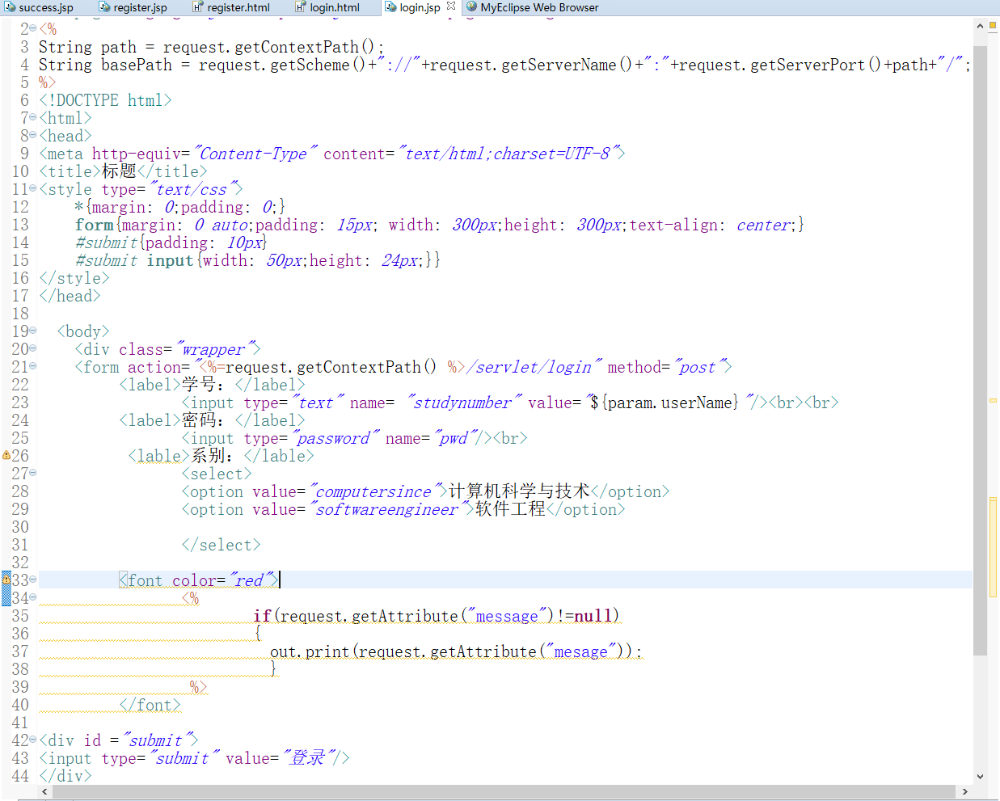 success.jsp register.jsp register.html login.html login.jsp MyEclipse Web Browser
2 <%
3 String path = request.getContextPath();
4 String basePath = request.getScheme()+"://"+request.getServerName()+":"+request.getServerPort()+path+"/";
5 %>
6 <!DOCTYPE html>
7 <html>
8 <head>
9 <meta http-equiv="Content-Type" content="text/html;charset=UTF-8">
10 <title>标题</title>
11 <style type="text/css">
12     *{margin: 0;padding: 0;}
13     form{margin: 0 auto;padding: 15px; width: 300px;height: 300px;text-align: center;}
14     #submit{padding: 10px}
15     #submit input{width: 50px;height: 24px;}}
16 </style>
17 </head>
18
19   <body>
20     <div class="wrapper">
21     <form action="<%=request.getContextPath() %>/servlet/login" method="post">
22          <label>学号：</label>
23                 <input type="text" name= "studynumber" value="${param.userName} "/><br><br>
24          <label>密码：</label>
25                 <input type="password" name="pwd"/><br>
26           <lable>系别：</lable>
27                 <select>
28                 <option value="computersince">计算机科学与技术</option>
29                 <option value="softwareengineer">软件工程</option>
30
31                 </select>
32
33          <font color="red">
34                 <%
35                         if(request.getAttribute("message")!=null)
36                         {
37                           out.print(request.getAttribute("mesage"));
38                           }
39                  %>
40          </font>
41
42 <div id ="submit">
43 <input type="submit" value="登录"/>
44 </div>